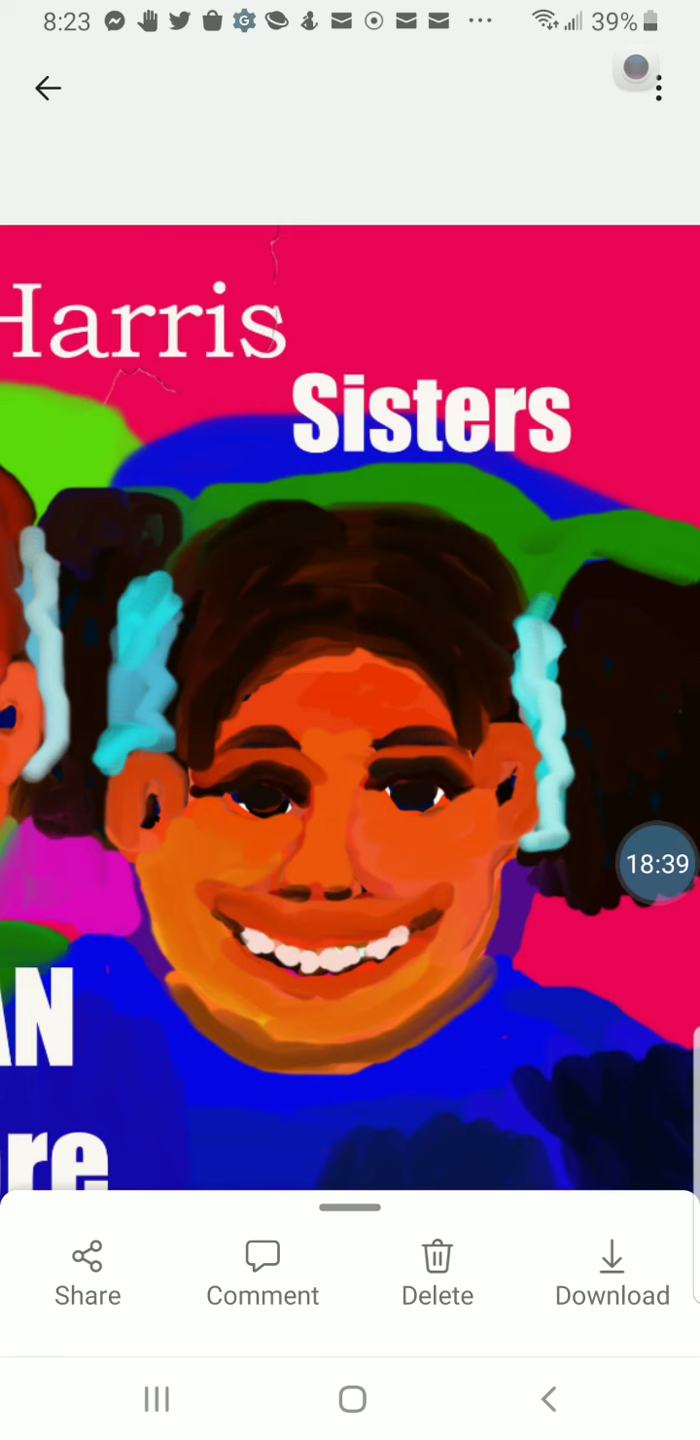 8:23
39%
Harris
Sisters
18:39
AN
re
Share Comment Delete Download